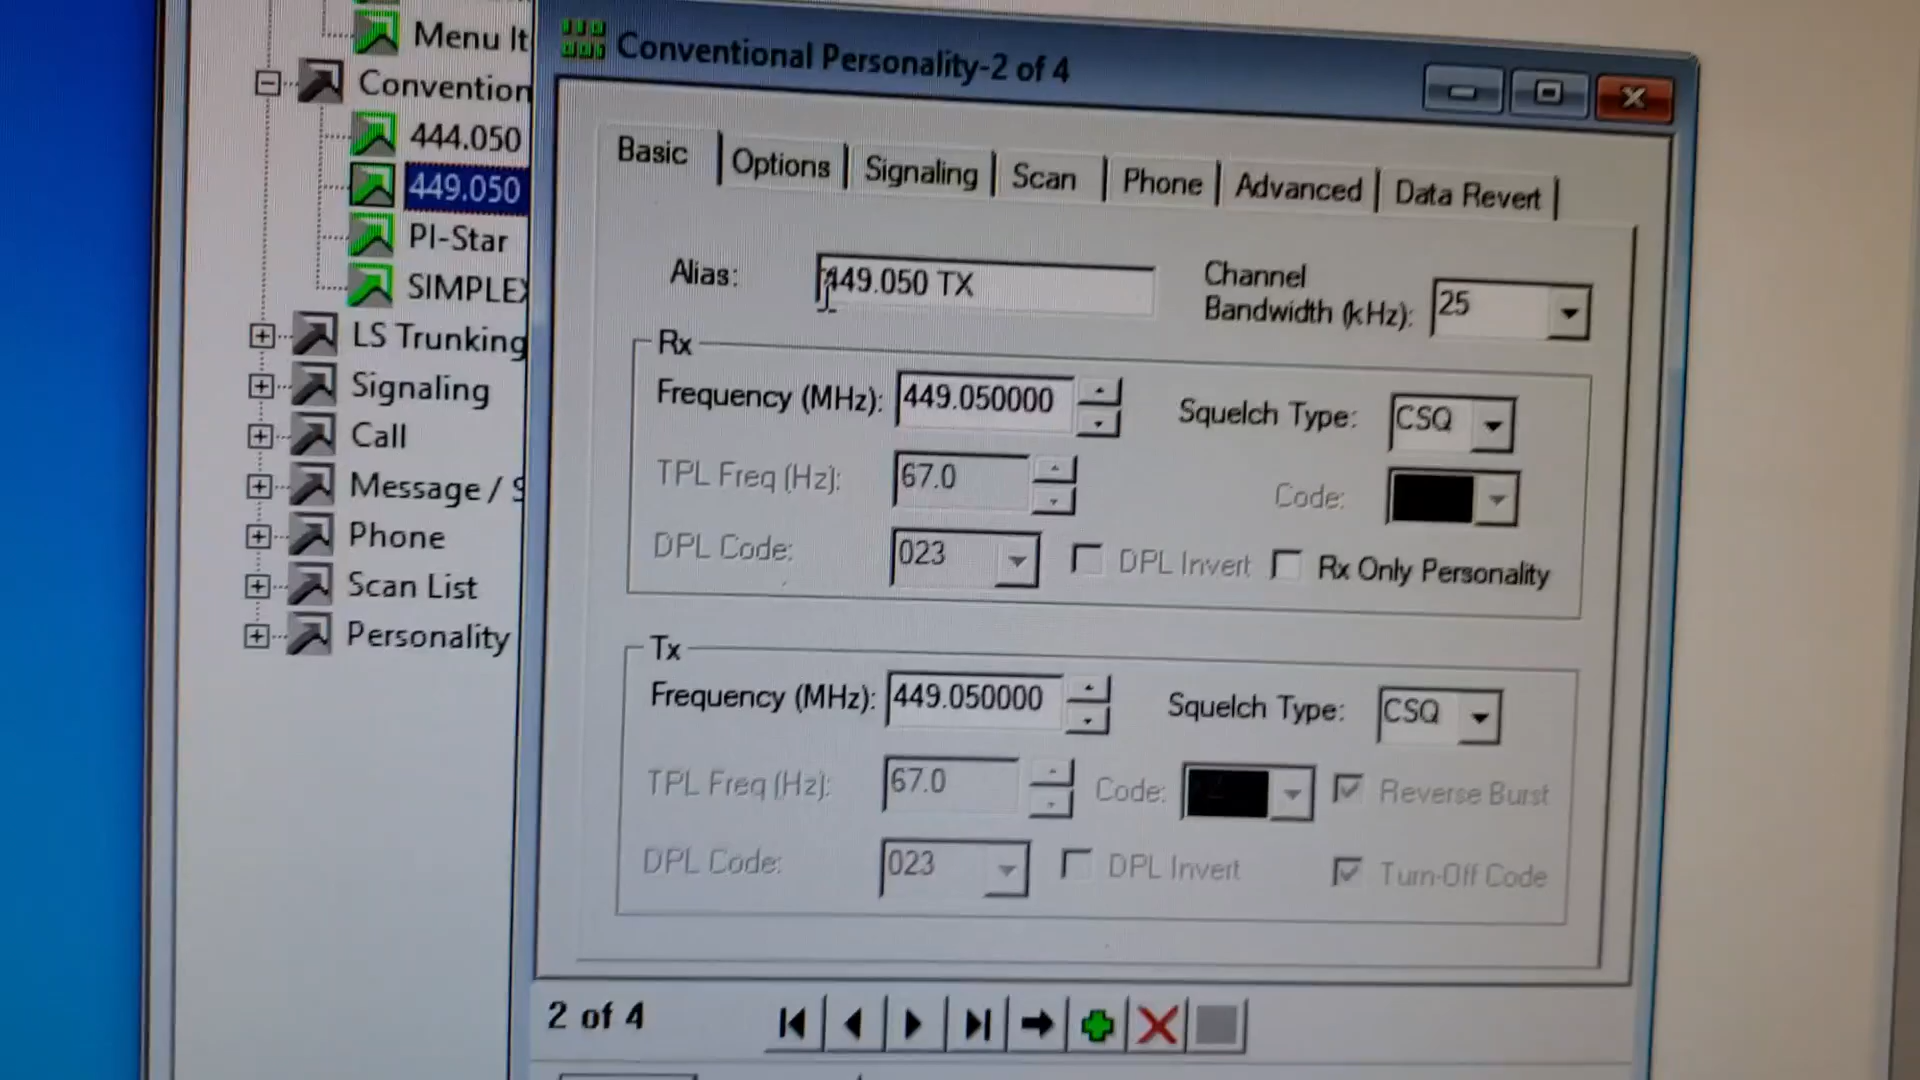 Menu It
Convention
444.050
449.050
PI-Star
SIMPLEX
LS Trunking
Signaling
Call
Message / S
Phone
Scan List
Personality
Conventional Personality-2 of 4
Basic
Options
Signaling
Scan
Phone
Advanced
Data Revert
Alias:
449.050 TX
Channel
Bandwidth (kHz):
25
Rx
Frequency (MHz):
449.050000
Squelch Type:
CSQ
TPL Freq (Hz):
67.0
Code:
DPL Code:
023
DPL Invert
Rx Only Personality
Tx
Frequency (MHz):
449.050000
Squelch Type:
CSQ
TPL Freq (Hz):
67.0
Code:
Reverse Burst
DPL Code:
023
DPL Invert
Turn-Off Code
2 of 4